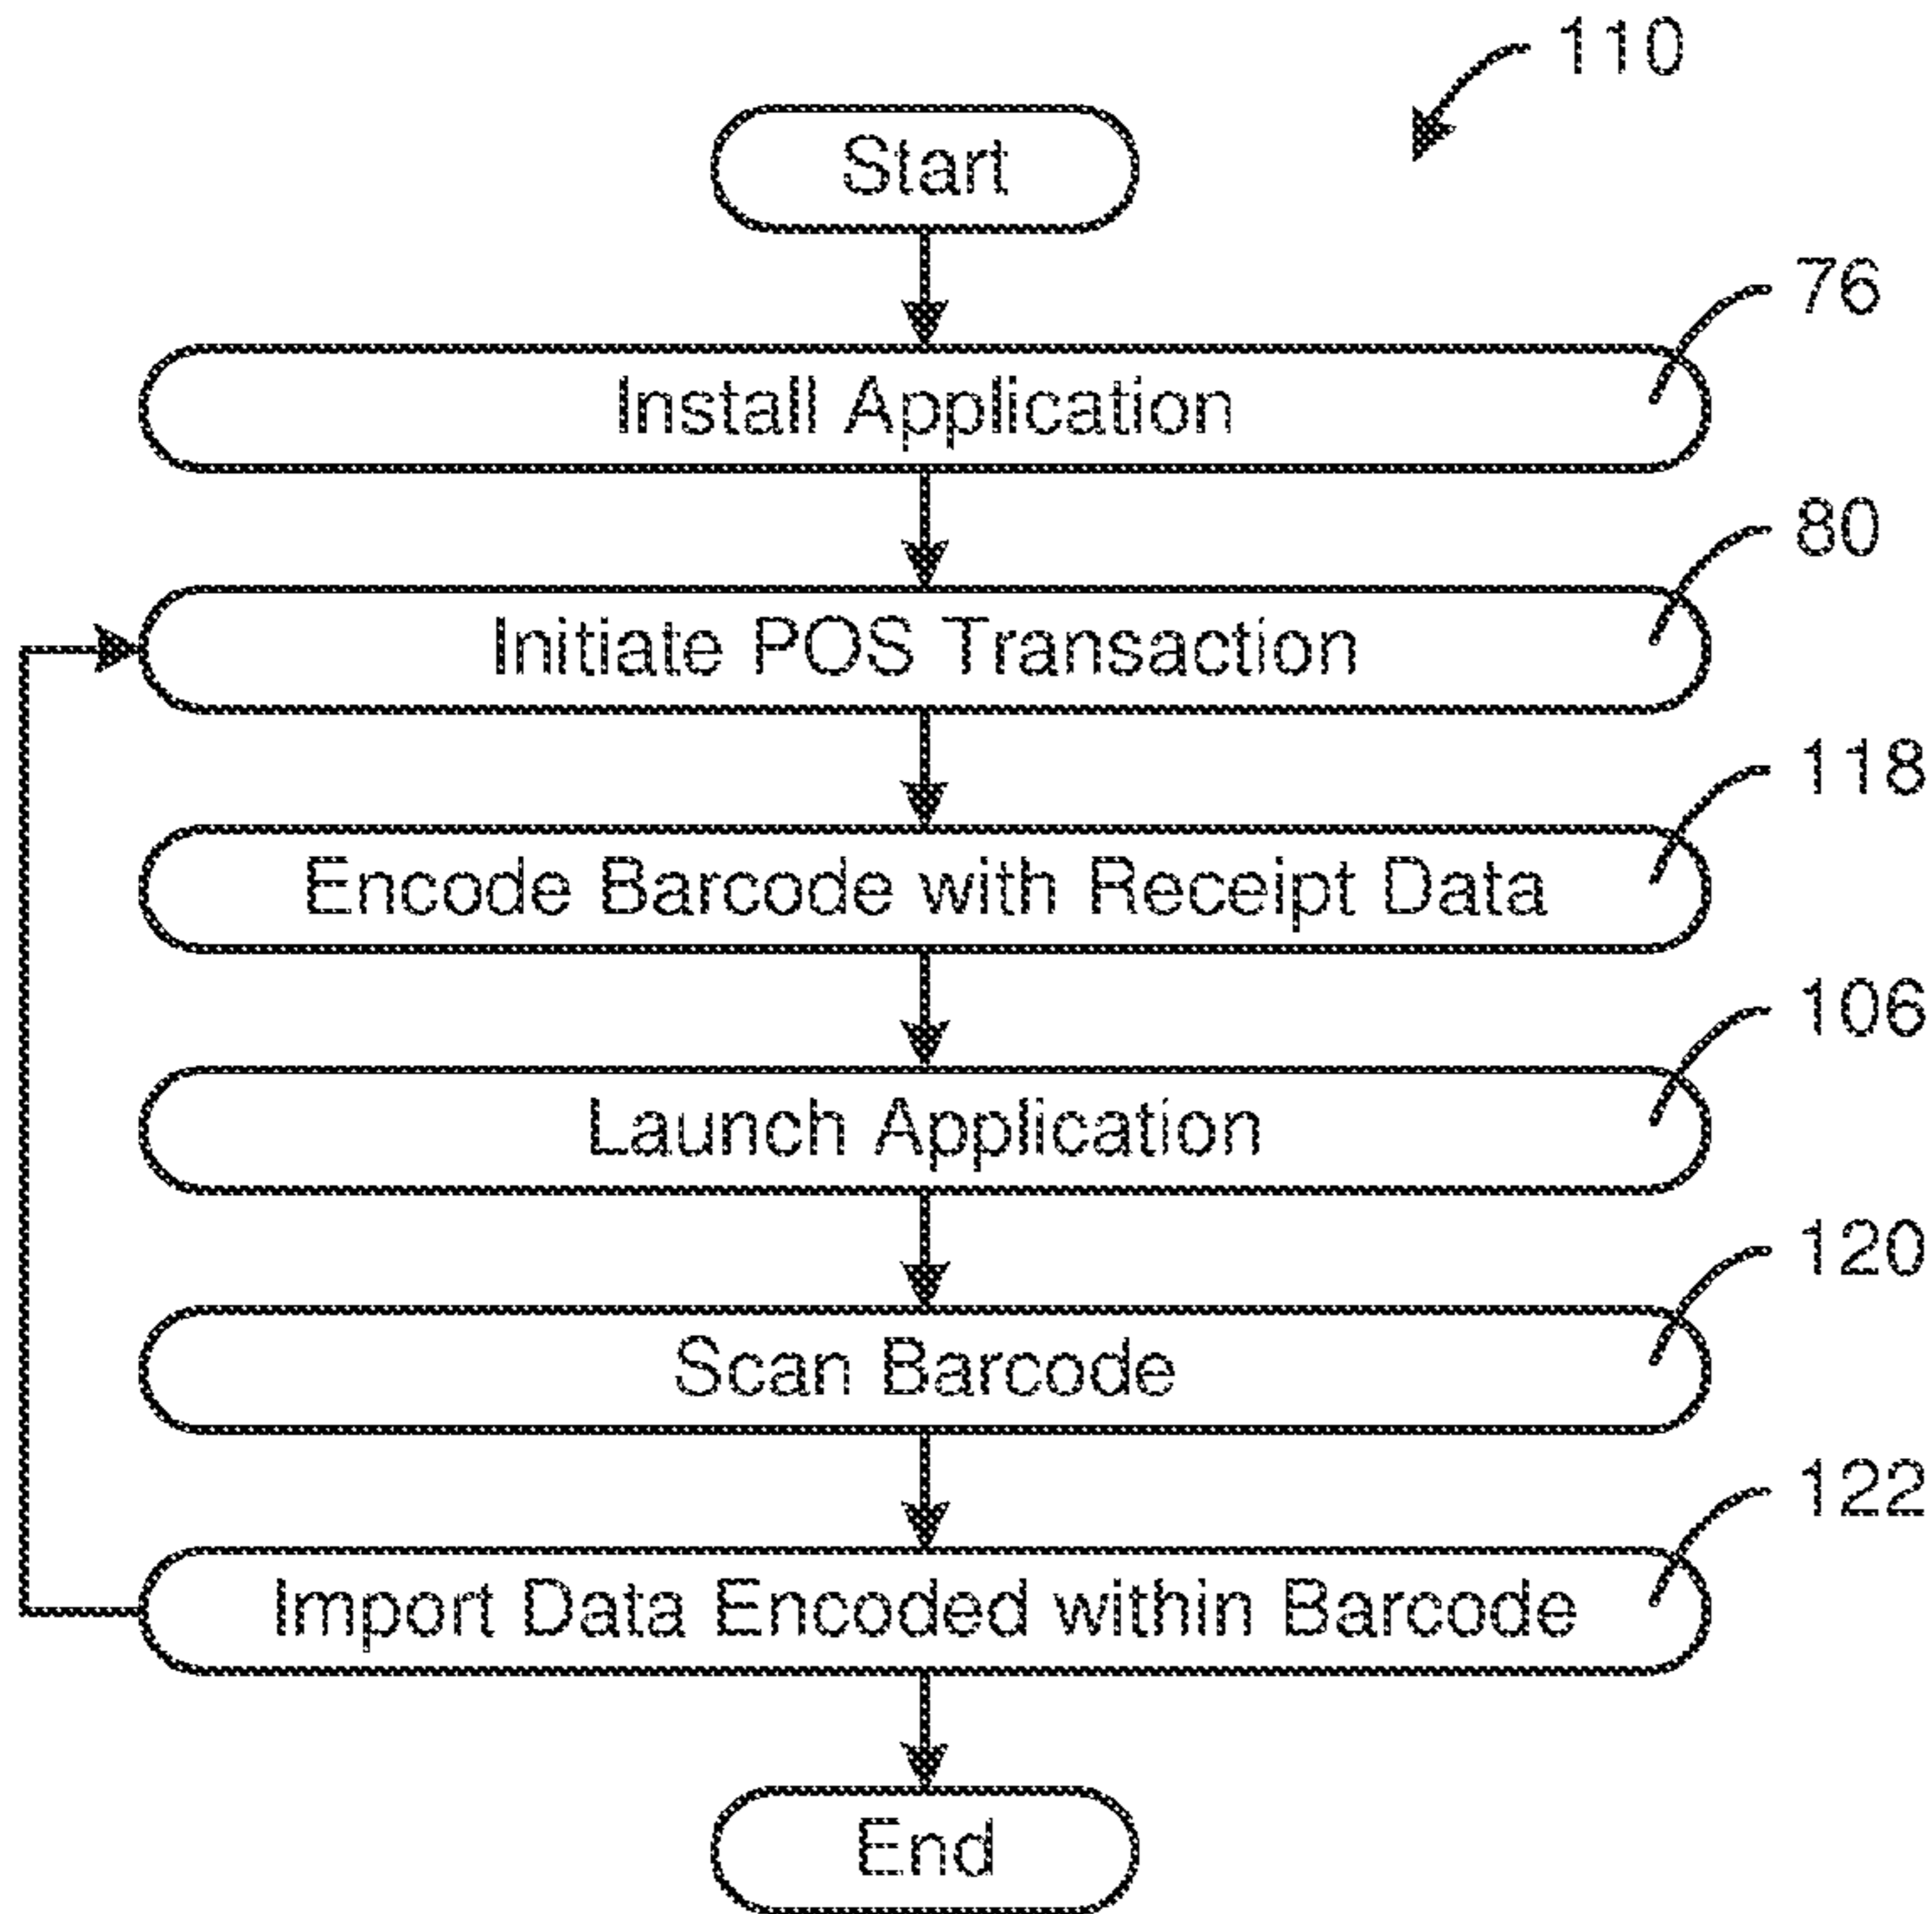 110
Start
76
Install Application
80
Initiate POS Transaction
118
Encode Barcode with Receipt Data
106
Launch Application
120
Scan Barcode
122
Import Data Encoded within Barcode
End